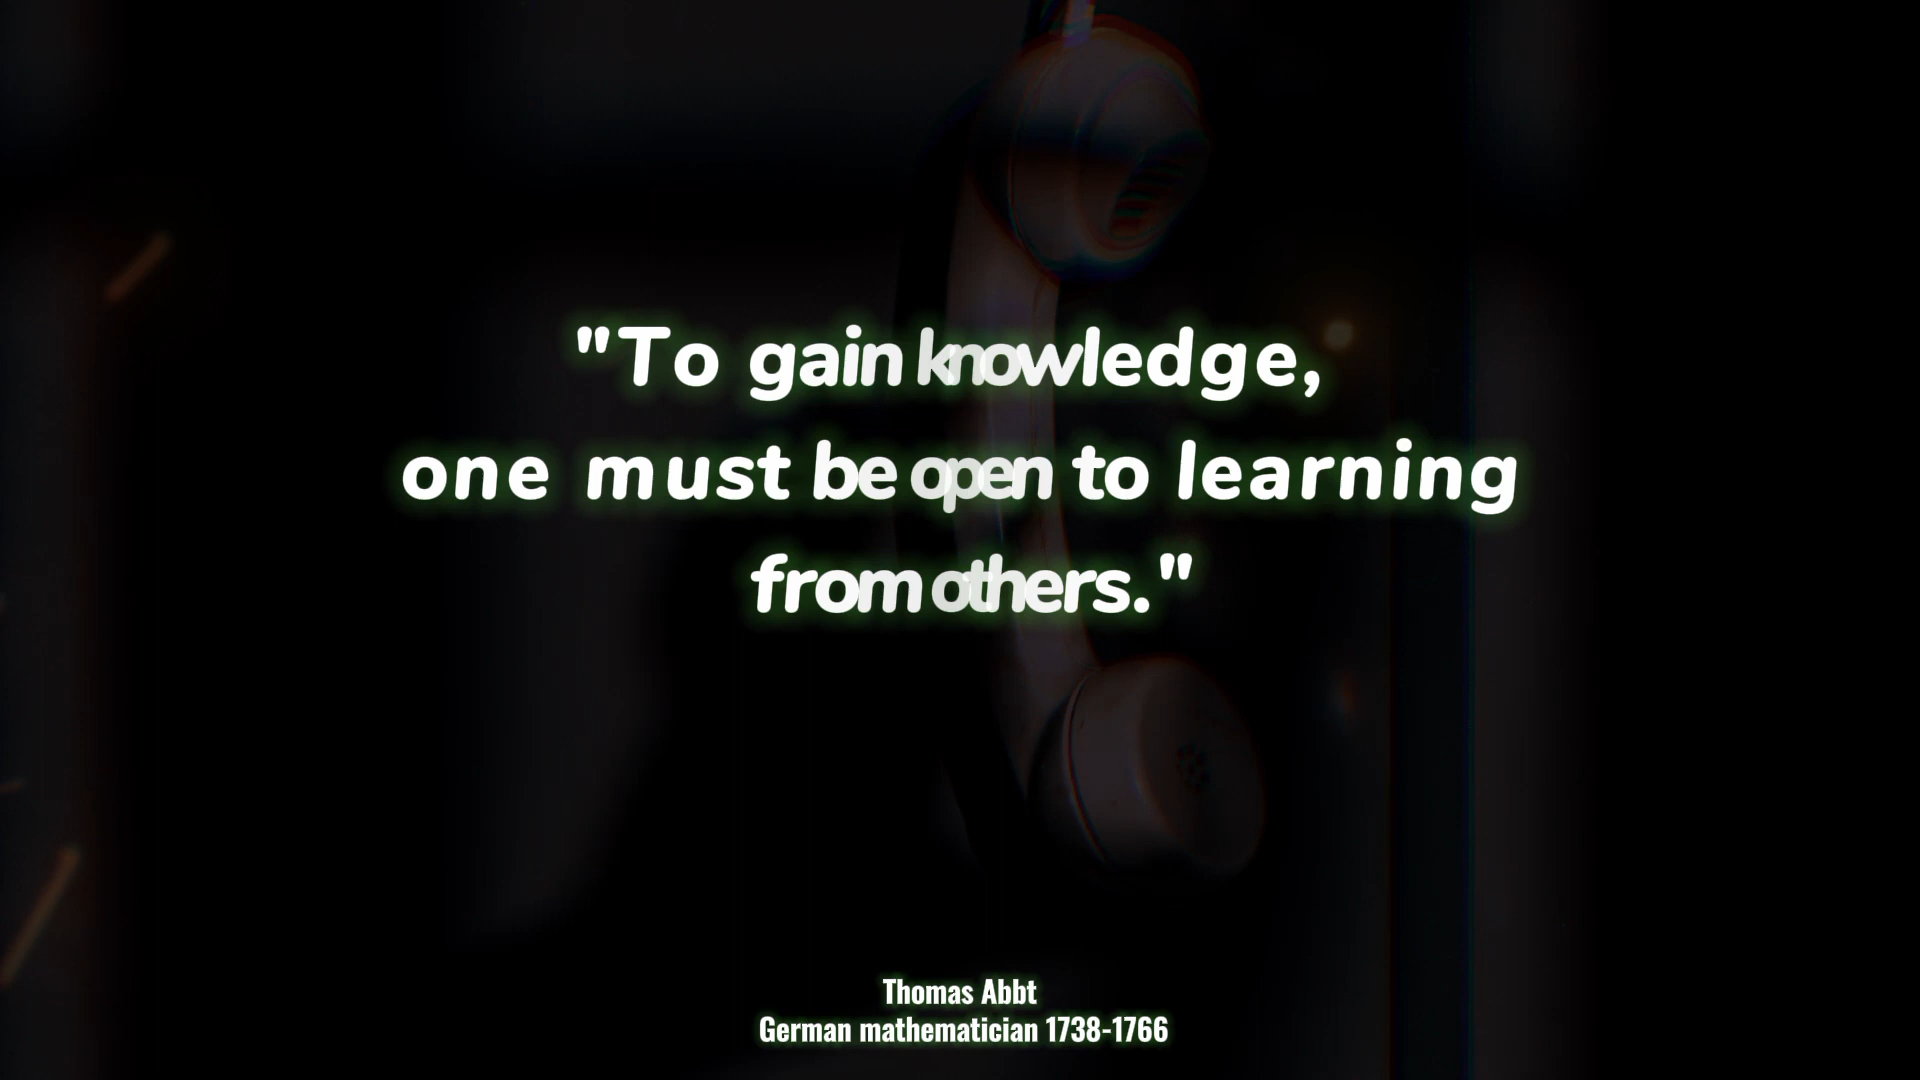 "To gain knowledge,
one must be open to learning
from others."
Thomas Abbt
German mathematician 1738-1766